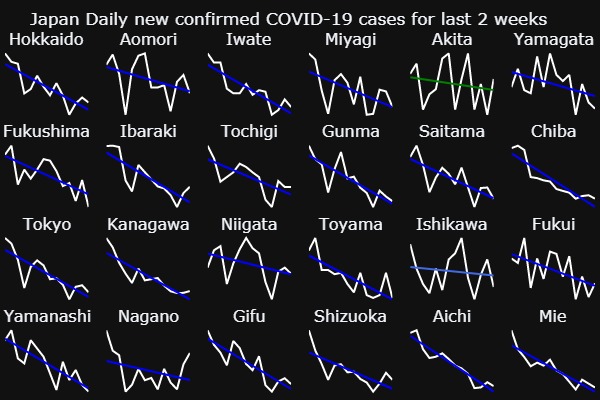 Japan Daily new confirmed COVID-19 cases for last 2 weeks
Hokkaido Aomori Iwate Miyagi Akita Yamagata
Fukushima Ibaraki Tochigi Gunma Saitama Chiba
Tokyo Kanagawa Niigata Toyama Ishikawa Fukui
Yamanashi Nagano Gifu Shizuoka Aichi Mie